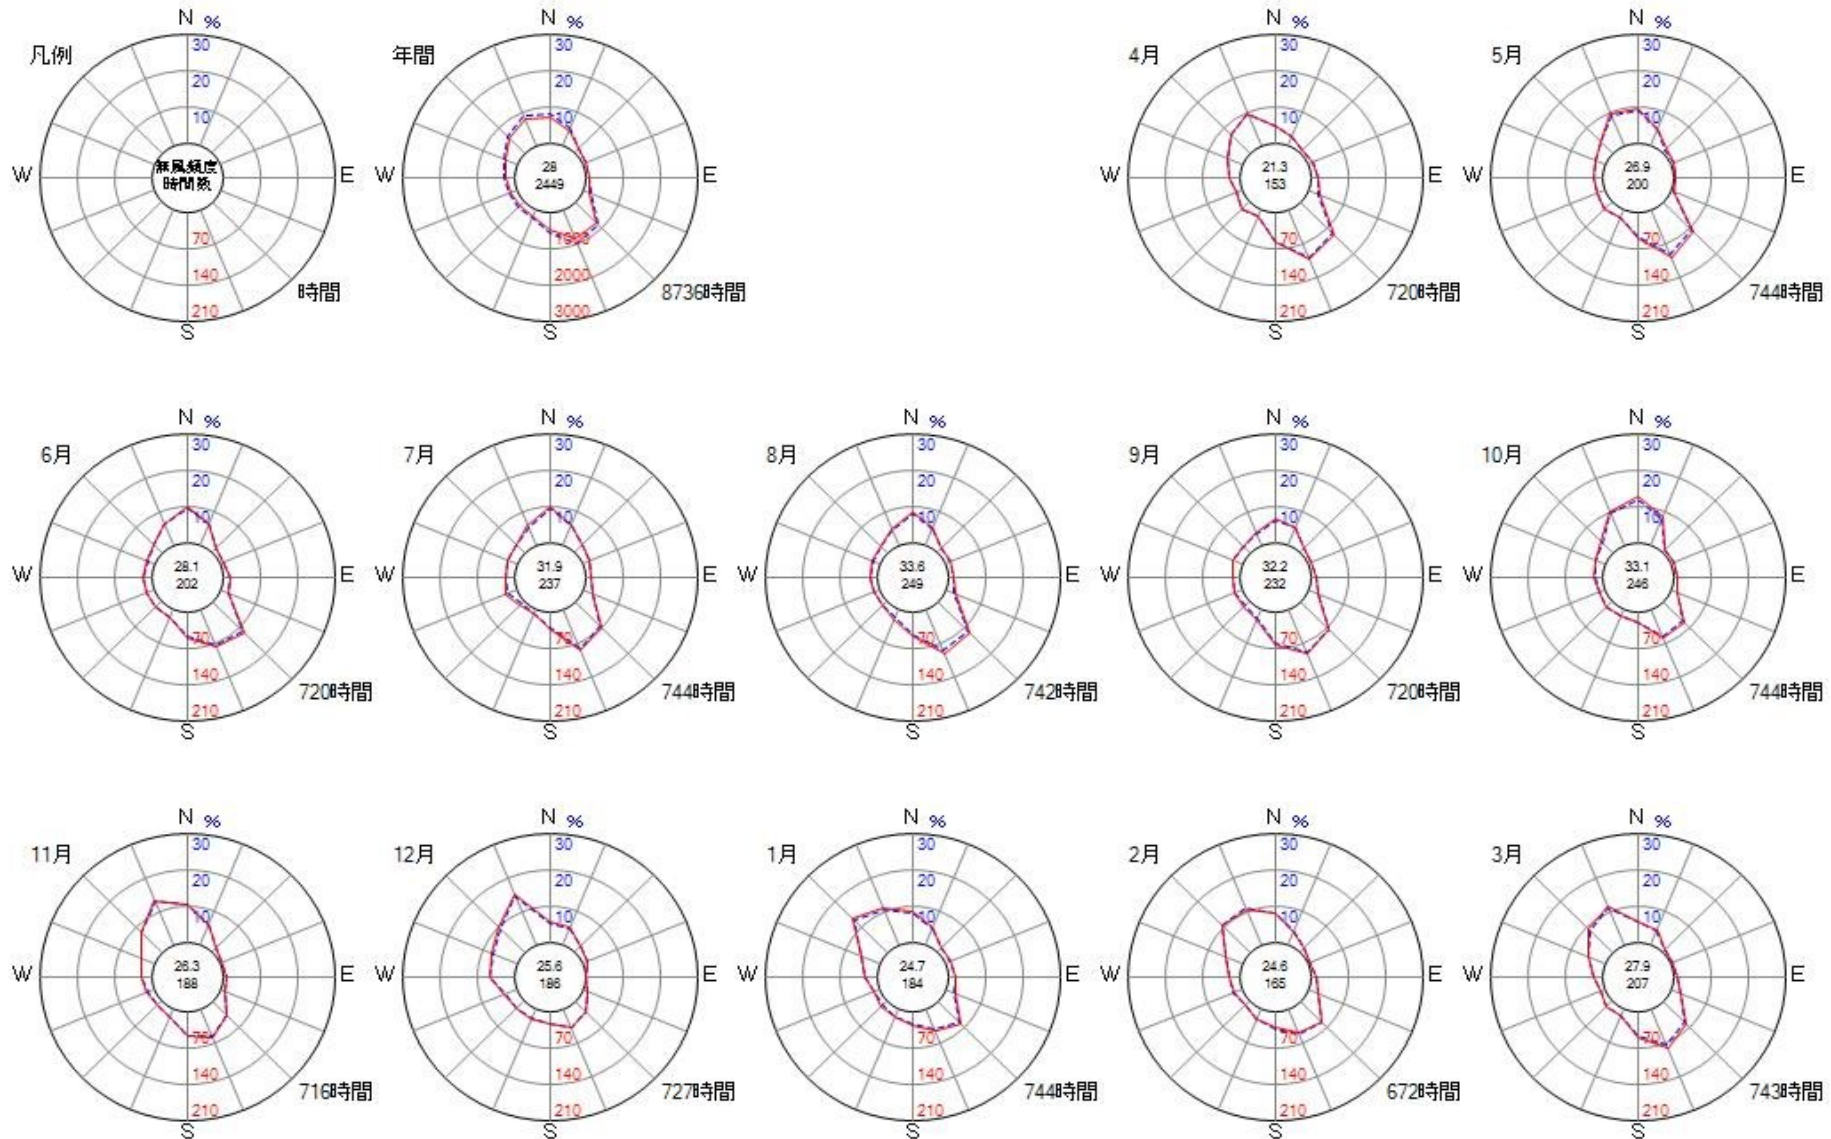 凡例
N %
30
20
10
W
無風頻度
時間数
E
70
140
210
S
時間
年間
N %
30
20
10
W
28
2449
E
1000
2000
3000
S
8736時間
4月
N %
30
20
10
W
21.3
153
E
70
140
210
S
720時間
5月
N %
30
20
10
W
26.9
200
E
70
140
210
S
744時間
6月
N %
30
20
10
W
28.1
202
E
70
140
210
S
720時間
7月
N %
30
20
10
W
31.9
237
E
70
140
210
S
744時間
8月
N %
30
20
10
W
33.6
249
E
70
140
210
S
742時間
9月
N %
30
20
10
W
32.2
232
E
70
140
210
S
720時間
10月
N %
30
20
10
W
33.1
246
E
70
140
210
S
744時間
11月
N %
30
20
10
W
26.3
188
E
70
140
210
S
716時間
12月
N %
30
20
10
W
25.6
186
E
70
140
210
S
727時間
1月
N %
30
20
10
W
24.7
184
E
70
140
210
S
744時間
2月
N %
30
20
10
W
24.6
165
E
70
140
210
S
672時間
3月
N %
30
20
10
W
27.9
207
E
70
140
210
S
743時間